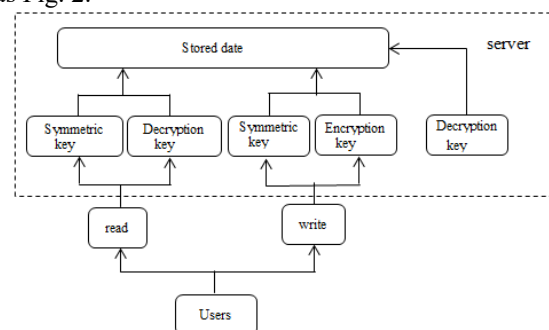 as Fig. 2.
Stored date
server
Symmetric
key
Decryption
key
Symmetric
key
Encryption
key
Decryption
key
read
write
Users